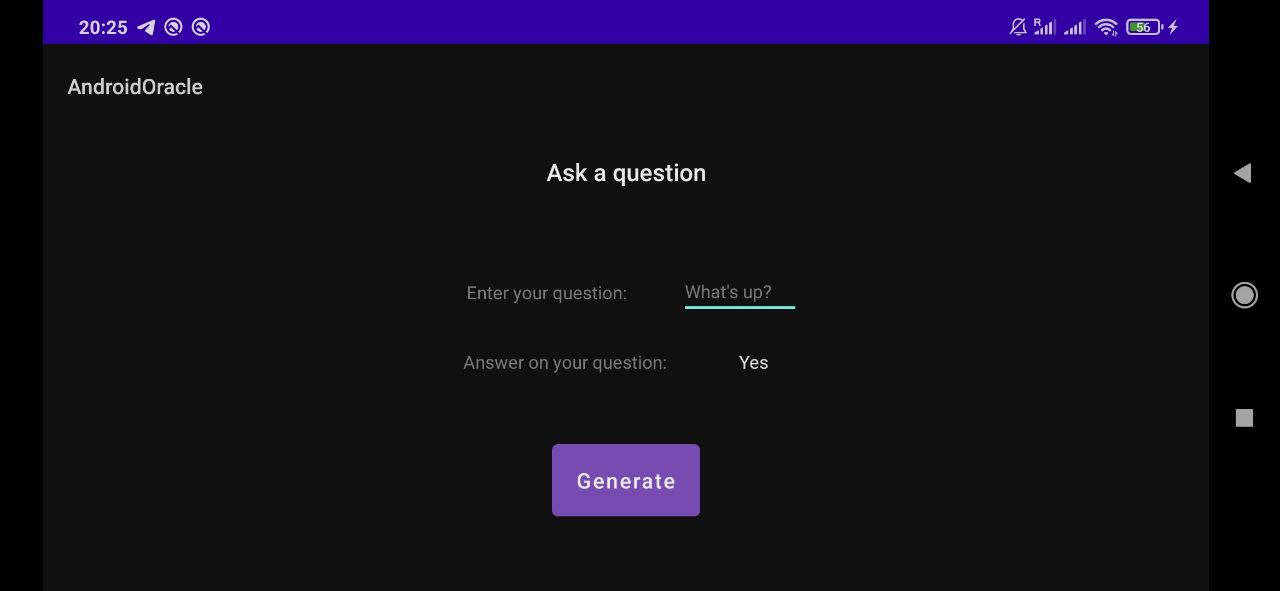 20:25 R 56
AndroidOracle
Ask a question
Enter your question: What's up?
Answer on your question: Yes
Generate